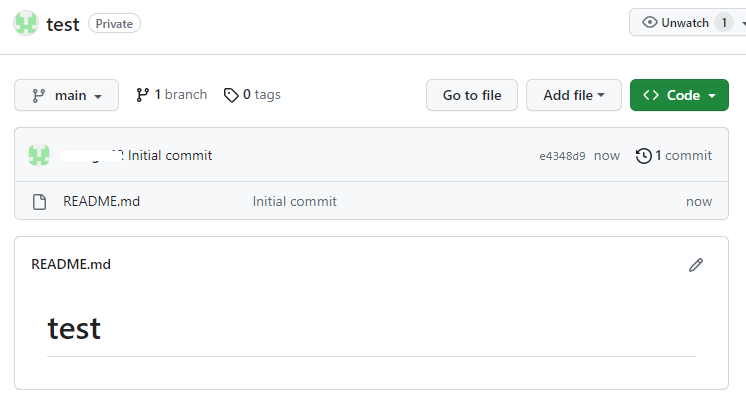 test Private Unwatch 1
main 1 branch 0 tags Go to file Add file Code
Initial commit e4348d9 now 1 commit
README.md Initial commit now
README.md
test